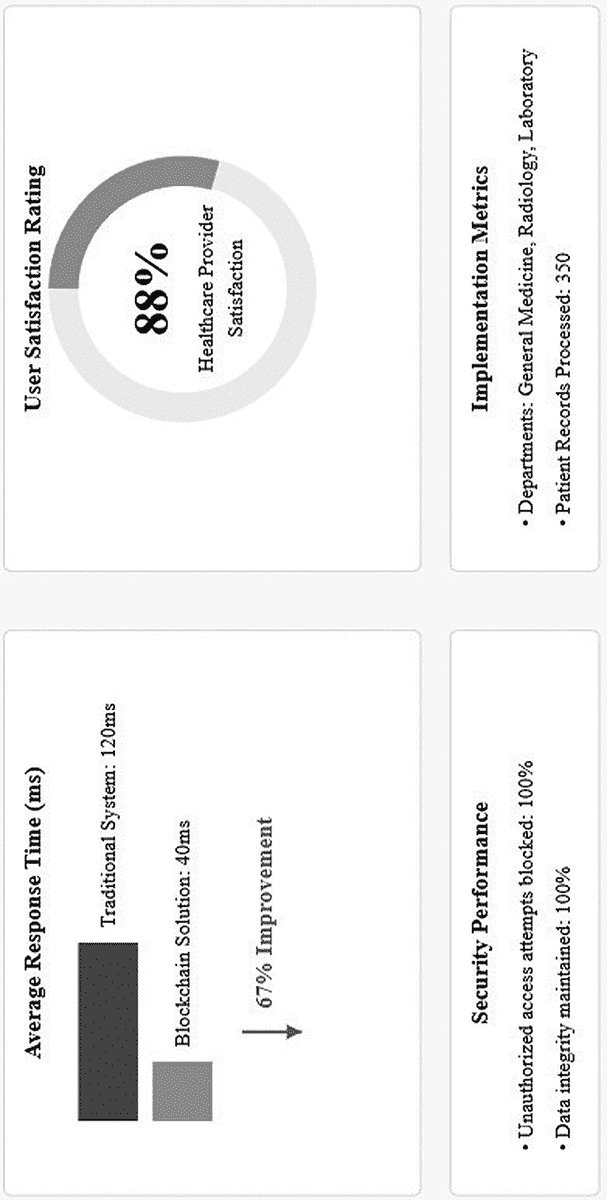 Average Response Time (ms)
Traditional System: 120ms
Blockchain Solution: 40ms
67% Improvement
User Satisfaction Rating
88%
Healthcare Provider
Satisfaction
Security Performance
• Unauthorized access attempts blocked: 100%
• Data integrity maintained: 100%
Implementation Metrics
• Departments: General Medicine, Radiology, Laboratory
• Patient Records Processed: 350